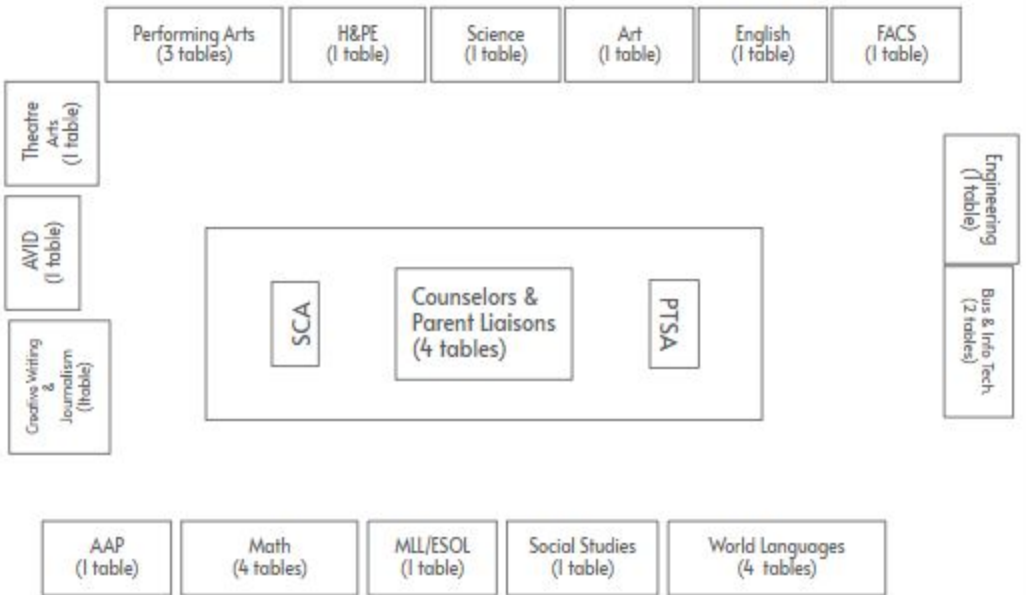 Performing Arts
(3 tables)
H&PE
(1 table)
Science
(1 table)
Art
(1 table)
English
(1 table)
FACS
(1 table)
Theatre
Arts
(1 table)
AVID
(1 table)
Creative Writing
&
Journalism
(1table)
SCA
Counselors &
Parent Liaisons
(4 tables)
PTSA
Engineering
(1 table)
Bus & Info Tech.
(2 tables)
AAP
(1 table)
Math
(4 tables)
MLL/ESOL
(1 table)
Social Studies
(1 table)
World Languages
(4 tables)